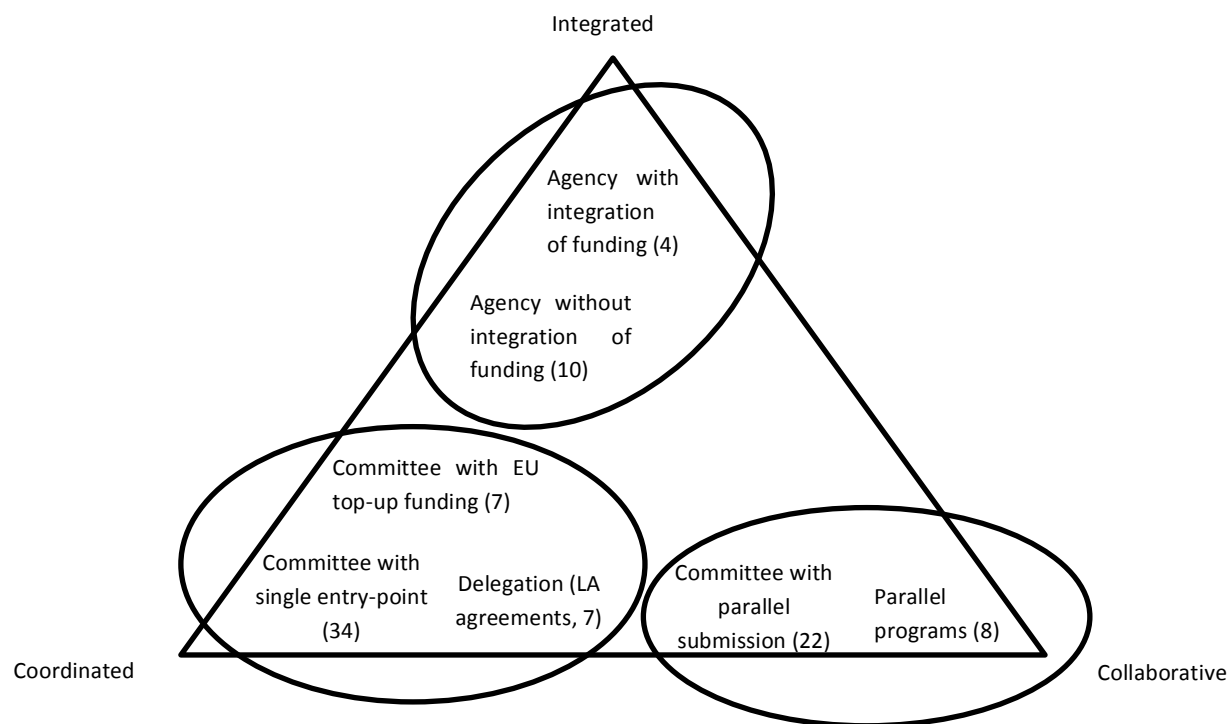 Integrated
Agency with
integration
of funding (4)
Agency without
integration of
funding (10)
Committee with EU
top-up funding (7)
Committee with
single entry-point
(34)
Delegation (LA
agreements, 7)
Committee with
parallel
submission (22)
Parallel
programs (8)
Coordinated
Collaborative